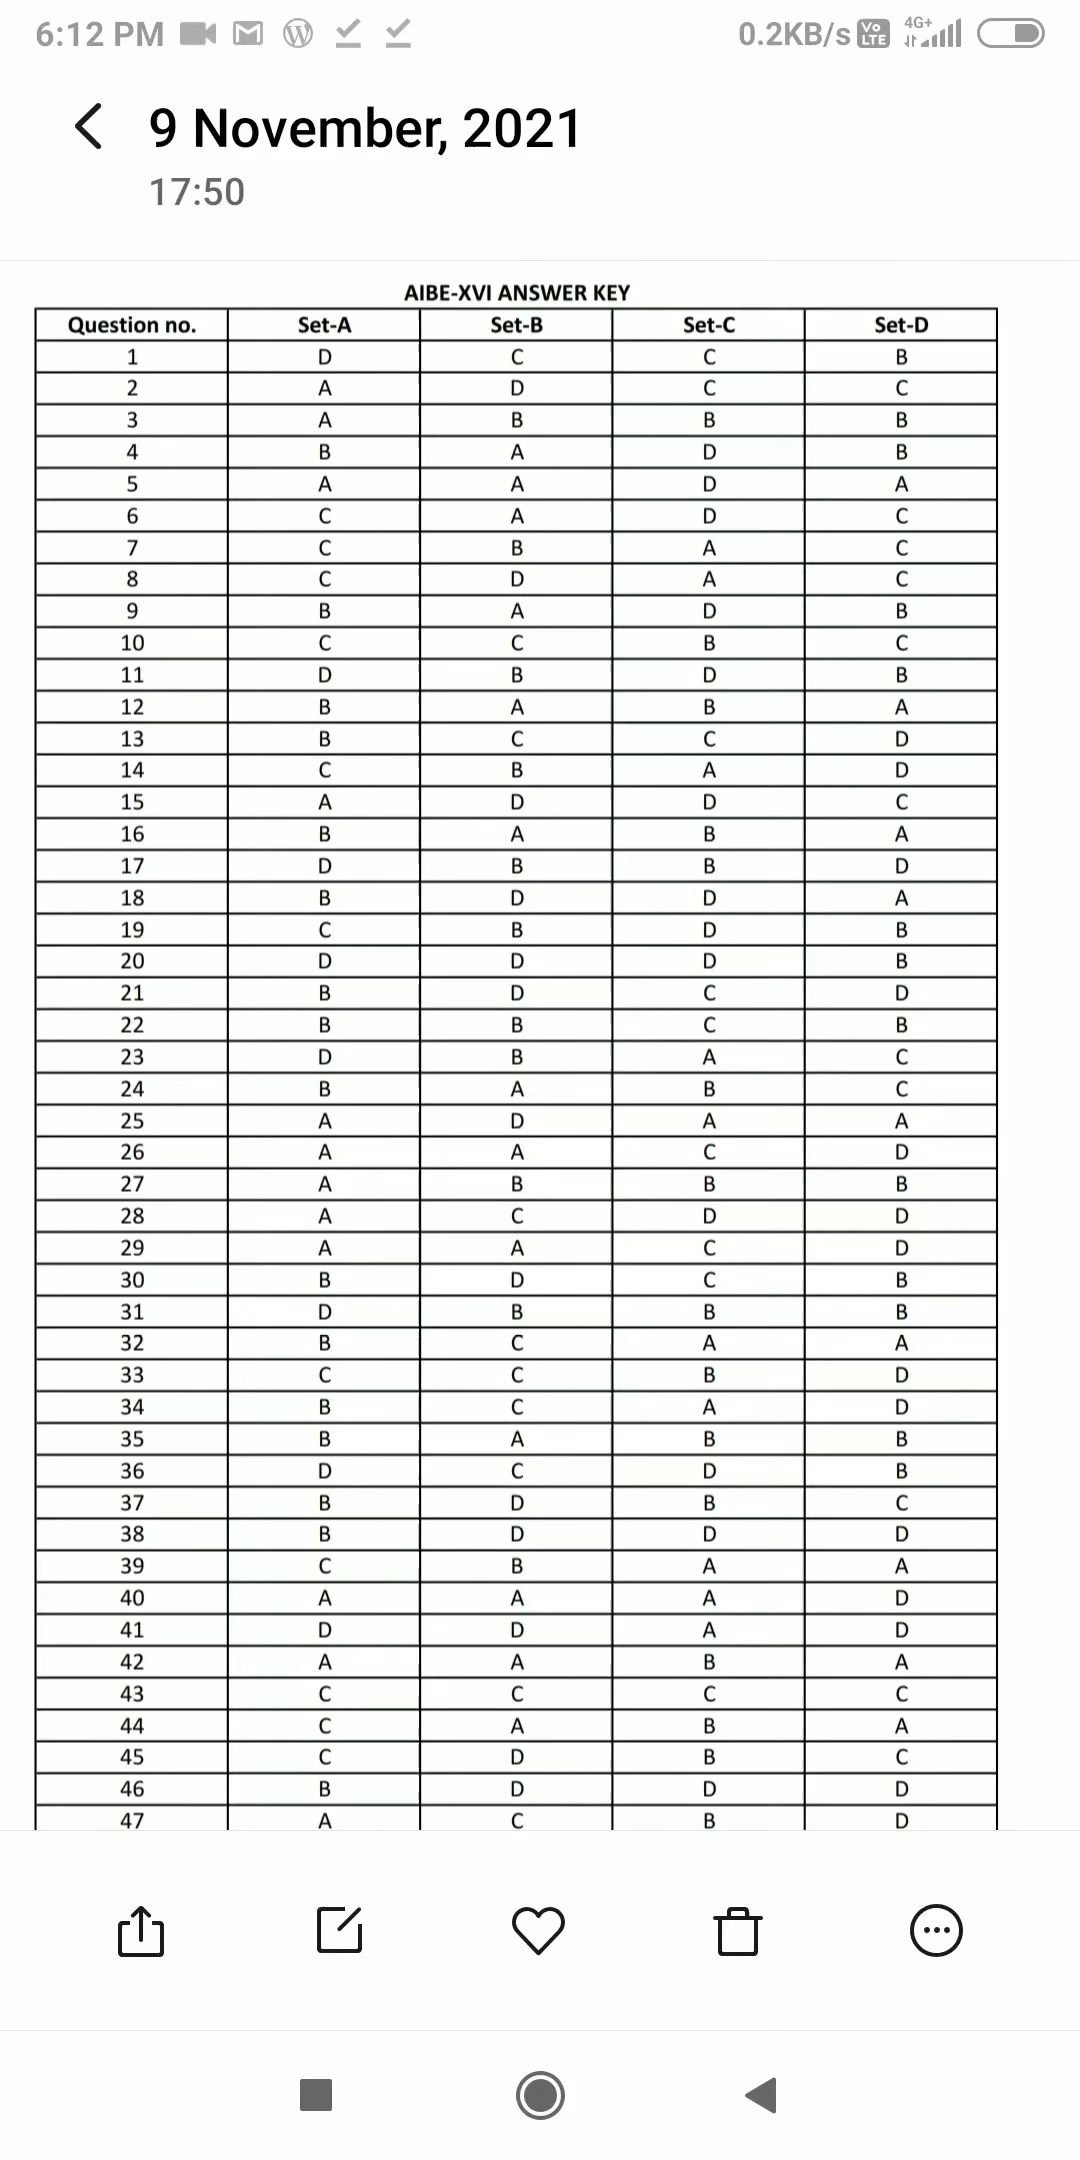 6:12 PM 0.2KB/s Vo LTE 4G+
9 November, 2021
17:50
AIBE-XVI ANSWER KEY
Question no. Set-A Set-B Set-C Set-D
1 D C C B
2 A D C C
3 A B B B
4 B A D B
5 A A D A
6 C A D C
7 C B A C
8 C D A C
9 B A D B
10 C C B C
11 D B D B
12 B A B A
13 B C C D
14 C B A D
15 A D D C
16 B A B A
17 D B B D
18 B D D A
19 C B D B
20 D D D B
21 B D C D
22 B B C B
23 D B A C
24 B A B C
25 A D A A
26 A A C D
27 A B B B
28 A C D D
29 A A C D
30 B D C B
31 D B B B
32 B C A A
33 C C B D
34 B C A D
35 B A B B
36 D C D B
37 B D B C
38 B D D D
39 C B A A
40 A A A D
41 D D A D
42 A A B A
43 C C C C
44 C A B A
45 C D B C
46 B D D D
47 A C B D